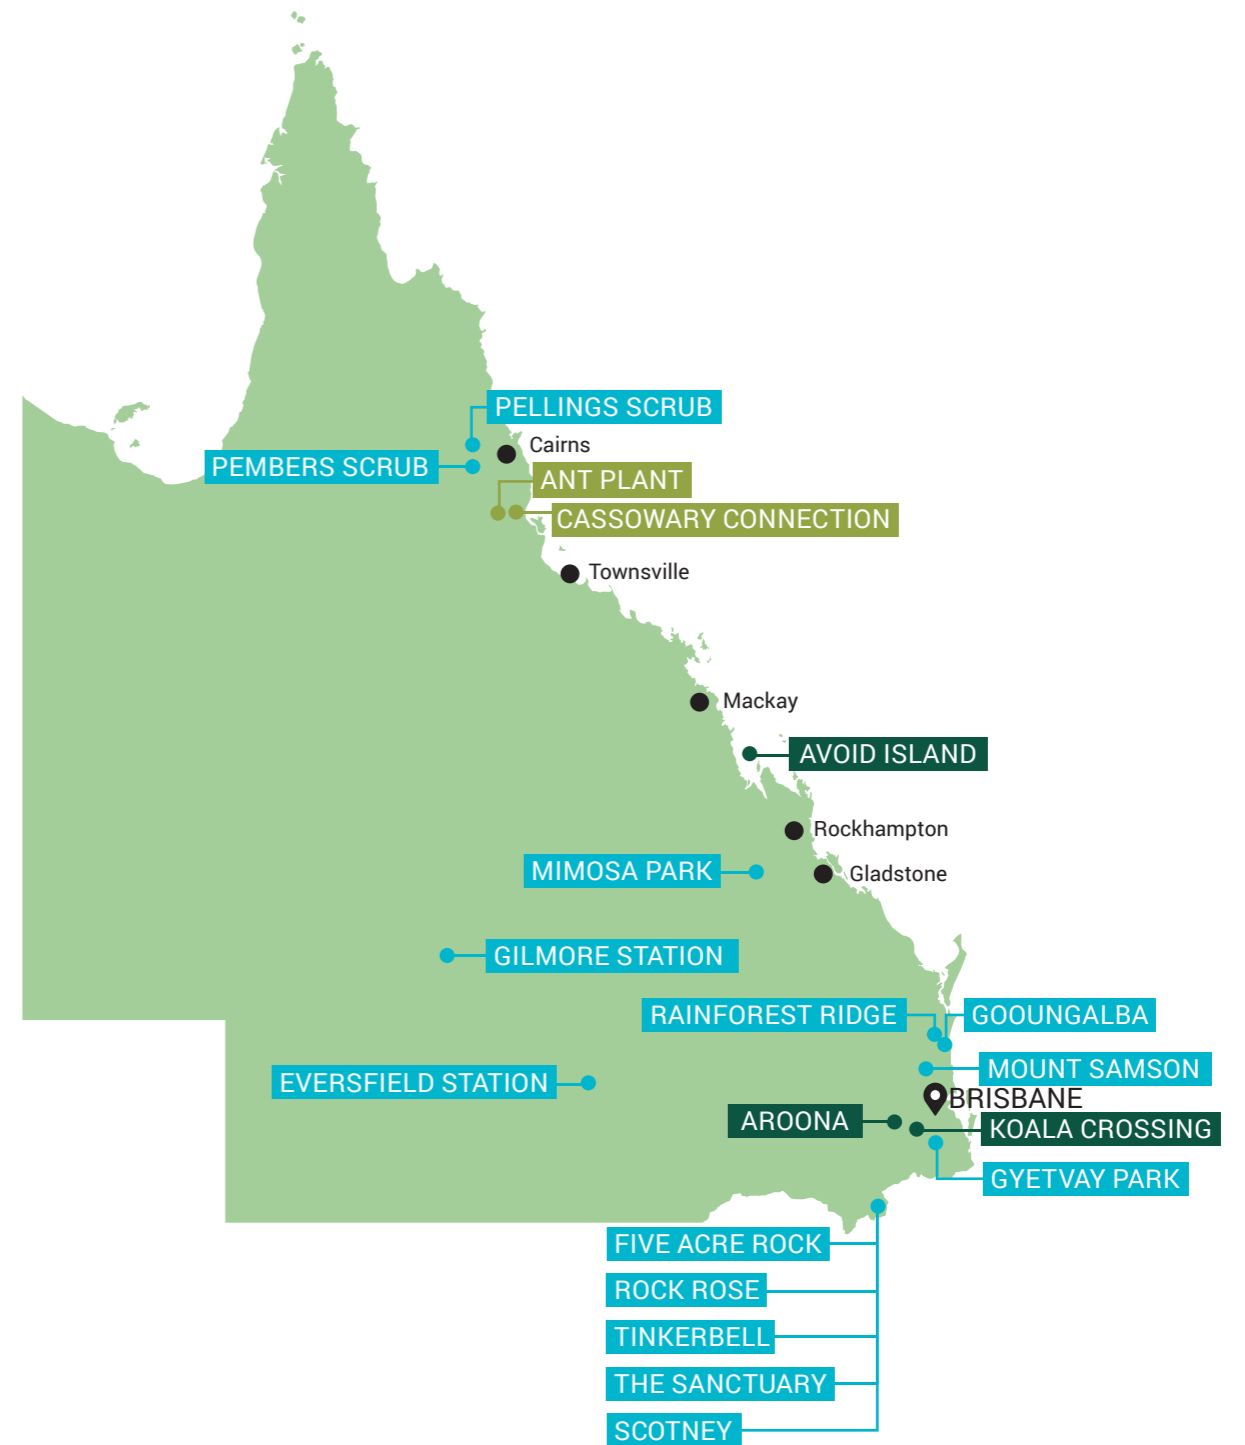 PELLINGS SCRUB
Cairns
PEMBERS SCRUB
ANT PLANT
CASSOWARY CONNECTION
Townsville
Mackay
AVOID ISLAND
Rockhampton
MIMOSA PARK
Gladstone
GILMORE STATION
RAINFOREST RIDGE
GOOUNGALBA
MOUNT SAMSON
EVERSFIELD STATION
BRISBANE
AROONA
KOALA CROSSING
GYETVAY PARK
FIVE ACRE ROCK
ROCK ROSE
TINKERBELL
THE SANCTUARY
SCOTNEY